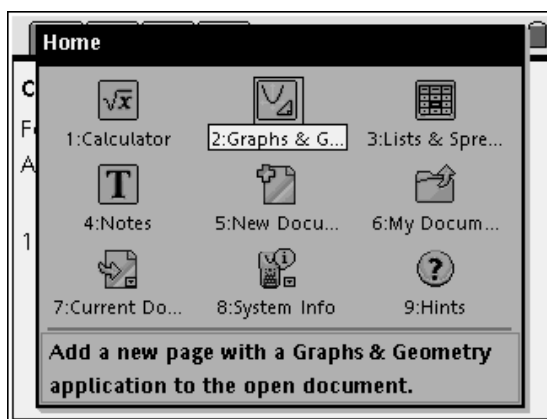 Home
C
√x
1:Calculator
2:Graphs & G...
3:Lists & Spre...
F
A
T
4:Notes
5:New Docu...
6:My Docum...
1
i
?
7:Current Do...
8:System Info
9:Hints
Add a new page with a Graphs & Geometry
application to the open document.